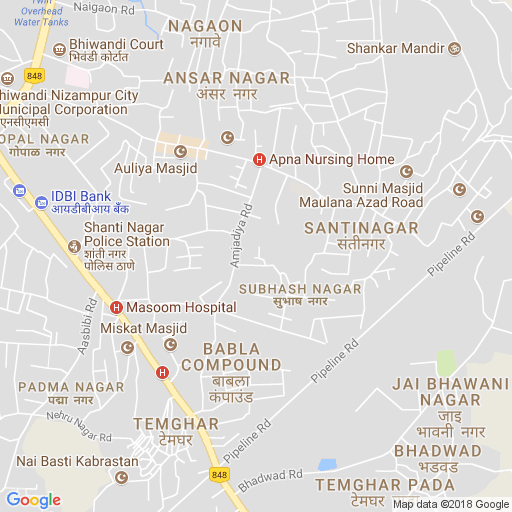 Twin
Overhead
Water Tanks
Naigaon Rd
NAGAON
नगावे
Bhiwandi Court
भिवंडी कोर्टात
Shankar Mandir
848
ANSAR NAGAR
अंसर नगर
Bhiwandi Nizampur City
Municipal Corporation
एनसीएमसी
GOPAL NAGAR
गोपाळ नगर
Auliya Masjid
Apna Nursing Home
Sunni Masjid
Maulana Azad Road
IDBI Bank
आयडीबीआय बँक
Amjadiya Rd
SANTINAGAR
संतीनगर
Shanti Nagar
Police Station
शांती नगर
पोलिस ठाणे
Pipeline Rd
SUBHASH NAGAR
सुभाष नगर
Aasbibi Rd
Masoom Hospital
Miskat Masjid
BABLA
COMPOUND
बाबला
कंपाउंड
Pipeline Rd
PADMA NAGAR
पद्मा नगर
JAI BHAWANI
NAGAR
जाइ
भावनी नगर
Nehru Nagar Rd
TEMGHAR
टेमघर
Pipeline Rd
BHADWAD
भडवड
Nai Basti Kabrastan
848
Bhadwad Rd
TEMGHAR PADA
टेमघर पाडा
Google
Map data ©2018 Google